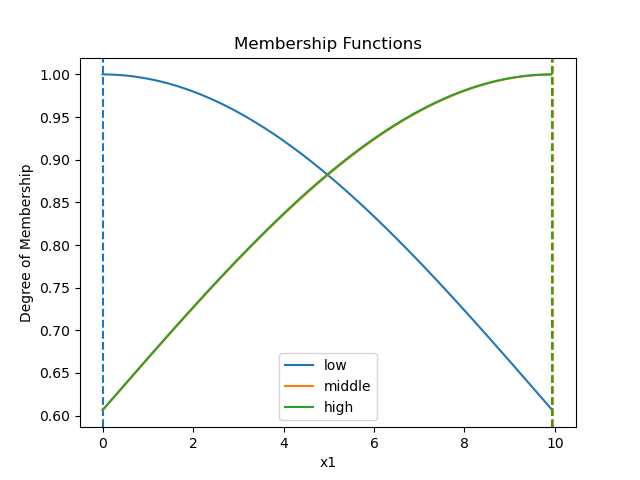 Membership Functions
Degree of Membership
1.00
0.95
0.90
0.85
0.80
0.75
0.70
0.65
0.60
low
middle
high
0 2 4 6 8 10
x1